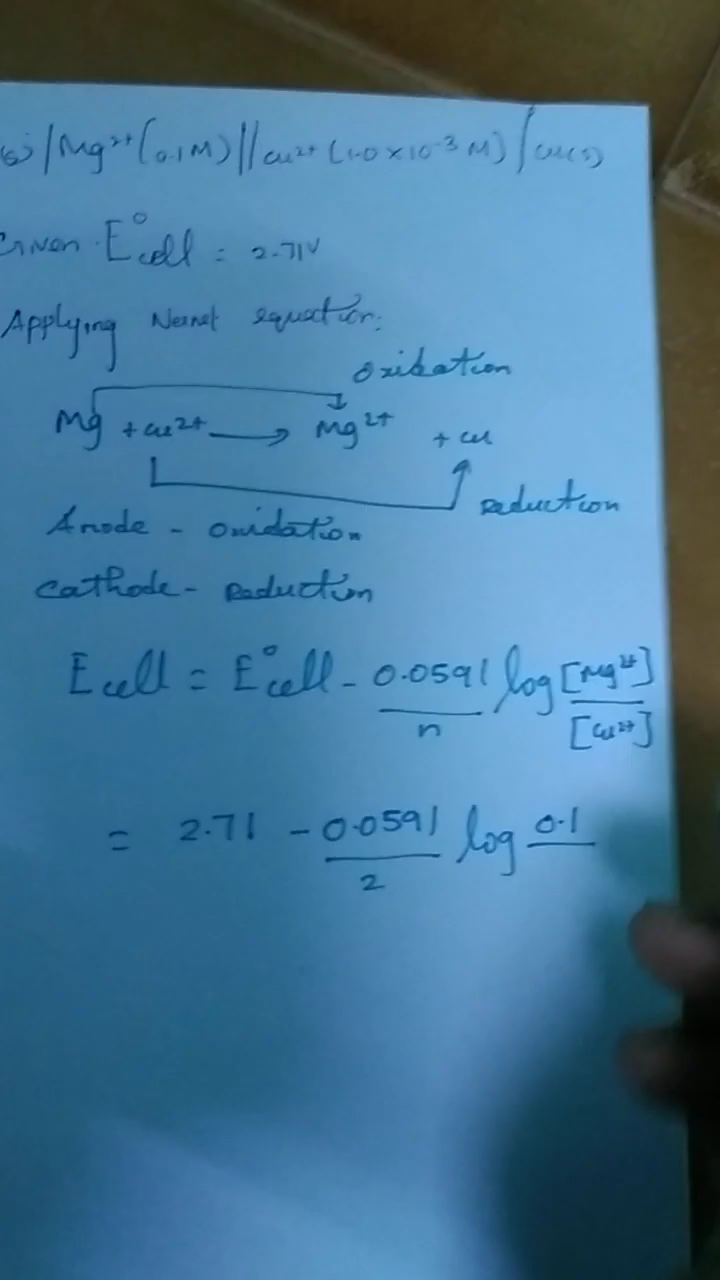 (s) | Mg²⁺ (0.1M) || Cu²⁺ (1.0 × 10⁻³ M) | Cu(s)
Given E°cell = 2.71V
Applying Nernst equation:
Oxidation
Mg + Cu²⁺ → Mg²⁺ + Cu
Reduction
Anode - Oxidation
Cathode - Reduction
Ecell = E°cell - 0.0591/n log [Mg²⁺]/[Cu²⁺]
= 2.71 - 0.0591/2 log 0.1